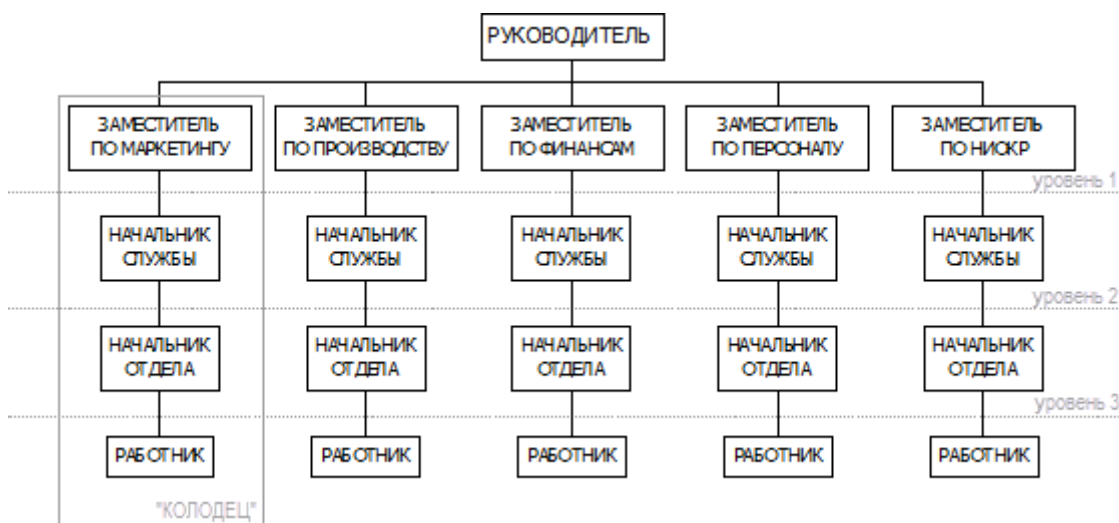 РУКОВОДИТЕЛЬ
ЗАМЕСТИТЕЛЬ
ПО МАРКЕТИНГУ
ЗАМЕСТИТЕЛЬ
ПО ПРОИЗВОДСТВУ
ЗАМЕСТИТЕЛЬ
ПО ФИНАНСАМ
ЗАМЕСТИТЕЛЬ
ПО ПЕРСОНАЛУ
ЗАМЕСТИТЕЛЬ
ПО НИОКР
уровень 1
НАЧАЛЬНИК
СЛУЖБЫ
НАЧАЛЬНИК
СЛУЖБЫ
НАЧАЛЬНИК
СЛУЖБЫ
НАЧАЛЬНИК
СЛУЖБЫ
НАЧАЛЬНИК
СЛУЖБЫ
уровень 2
НАЧАЛЬНИК
ОТДЕЛА
НАЧАЛЬНИК
ОТДЕЛА
НАЧАЛЬНИК
ОТДЕЛА
НАЧАЛЬНИК
ОТДЕЛА
НАЧАЛЬНИК
ОТДЕЛА
уровень 3
РАБОТНИК
РАБОТНИК
РАБОТНИК
РАБОТНИК
РАБОТНИК
"КОЛОДЕЦ"